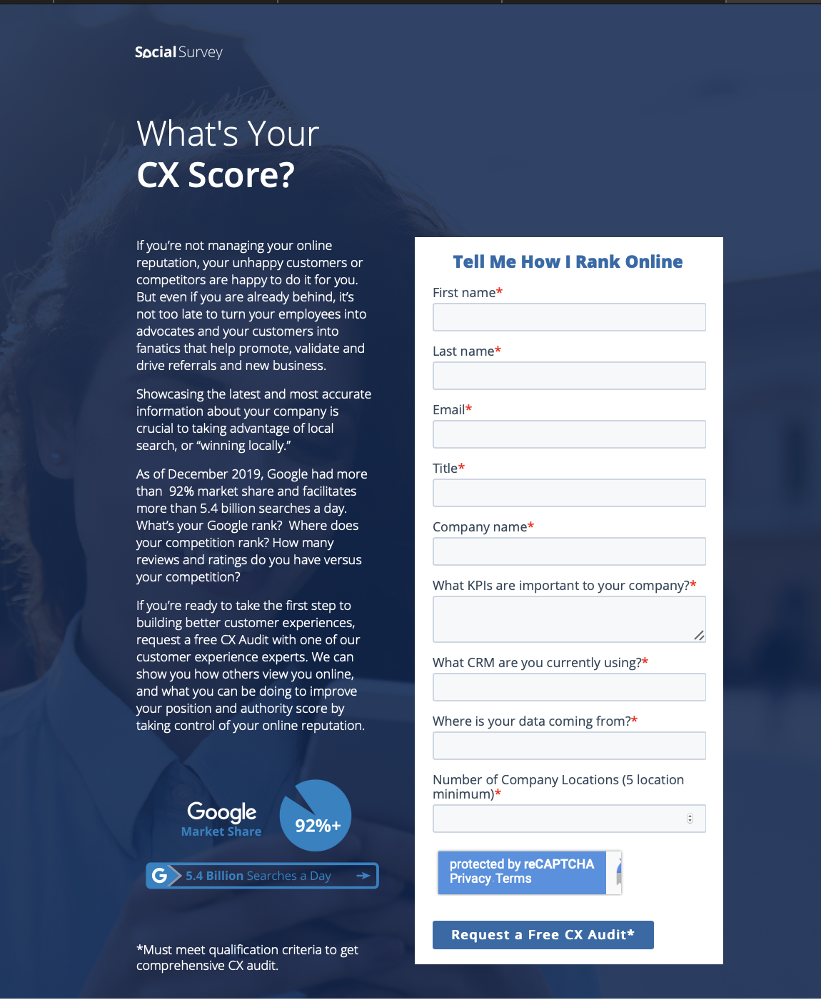 SocialSurvey
What's Your
CX Score?
If you’re not managing your online
reputation, your unhappy customers or
competitors are happy to do it for you.
But even if you are already behind, it’s
not too late to turn your employees into
advocates and your customers into
fanatics that help promote, validate and
drive referrals and new business.
Showcasing the latest and most accurate
information about your company is
crucial to taking advantage of local
search, or “winning locally.”
As of December 2019, Google had more
than  92% market share and facilitates
more than 5.4 billion searches a day.
What’s your Google rank?  Where does
your competition rank? How many
reviews and ratings do you have versus
your competition?
If you’re ready to take the first step to
building better customer experiences,
request a free CX Audit with one of our
customer experience experts. We can
show you how others view you online,
and what you can be doing to improve
your position and authority score by
taking control of your online reputation.
Google
Market Share
92%+
G 5.4 Billion Searches a Day
*Must meet qualification criteria to get
comprehensive CX audit.
Tell Me How I Rank Online
First name*
Last name*
Email*
Title*
Company name*
What KPIs are important to your company?*
What CRM are you currently using?*
Where is your data coming from?*
Number of Company Locations (5 location
minimum)*
protected by reCAPTCHA
Privacy - Terms
Request a Free CX Audit*